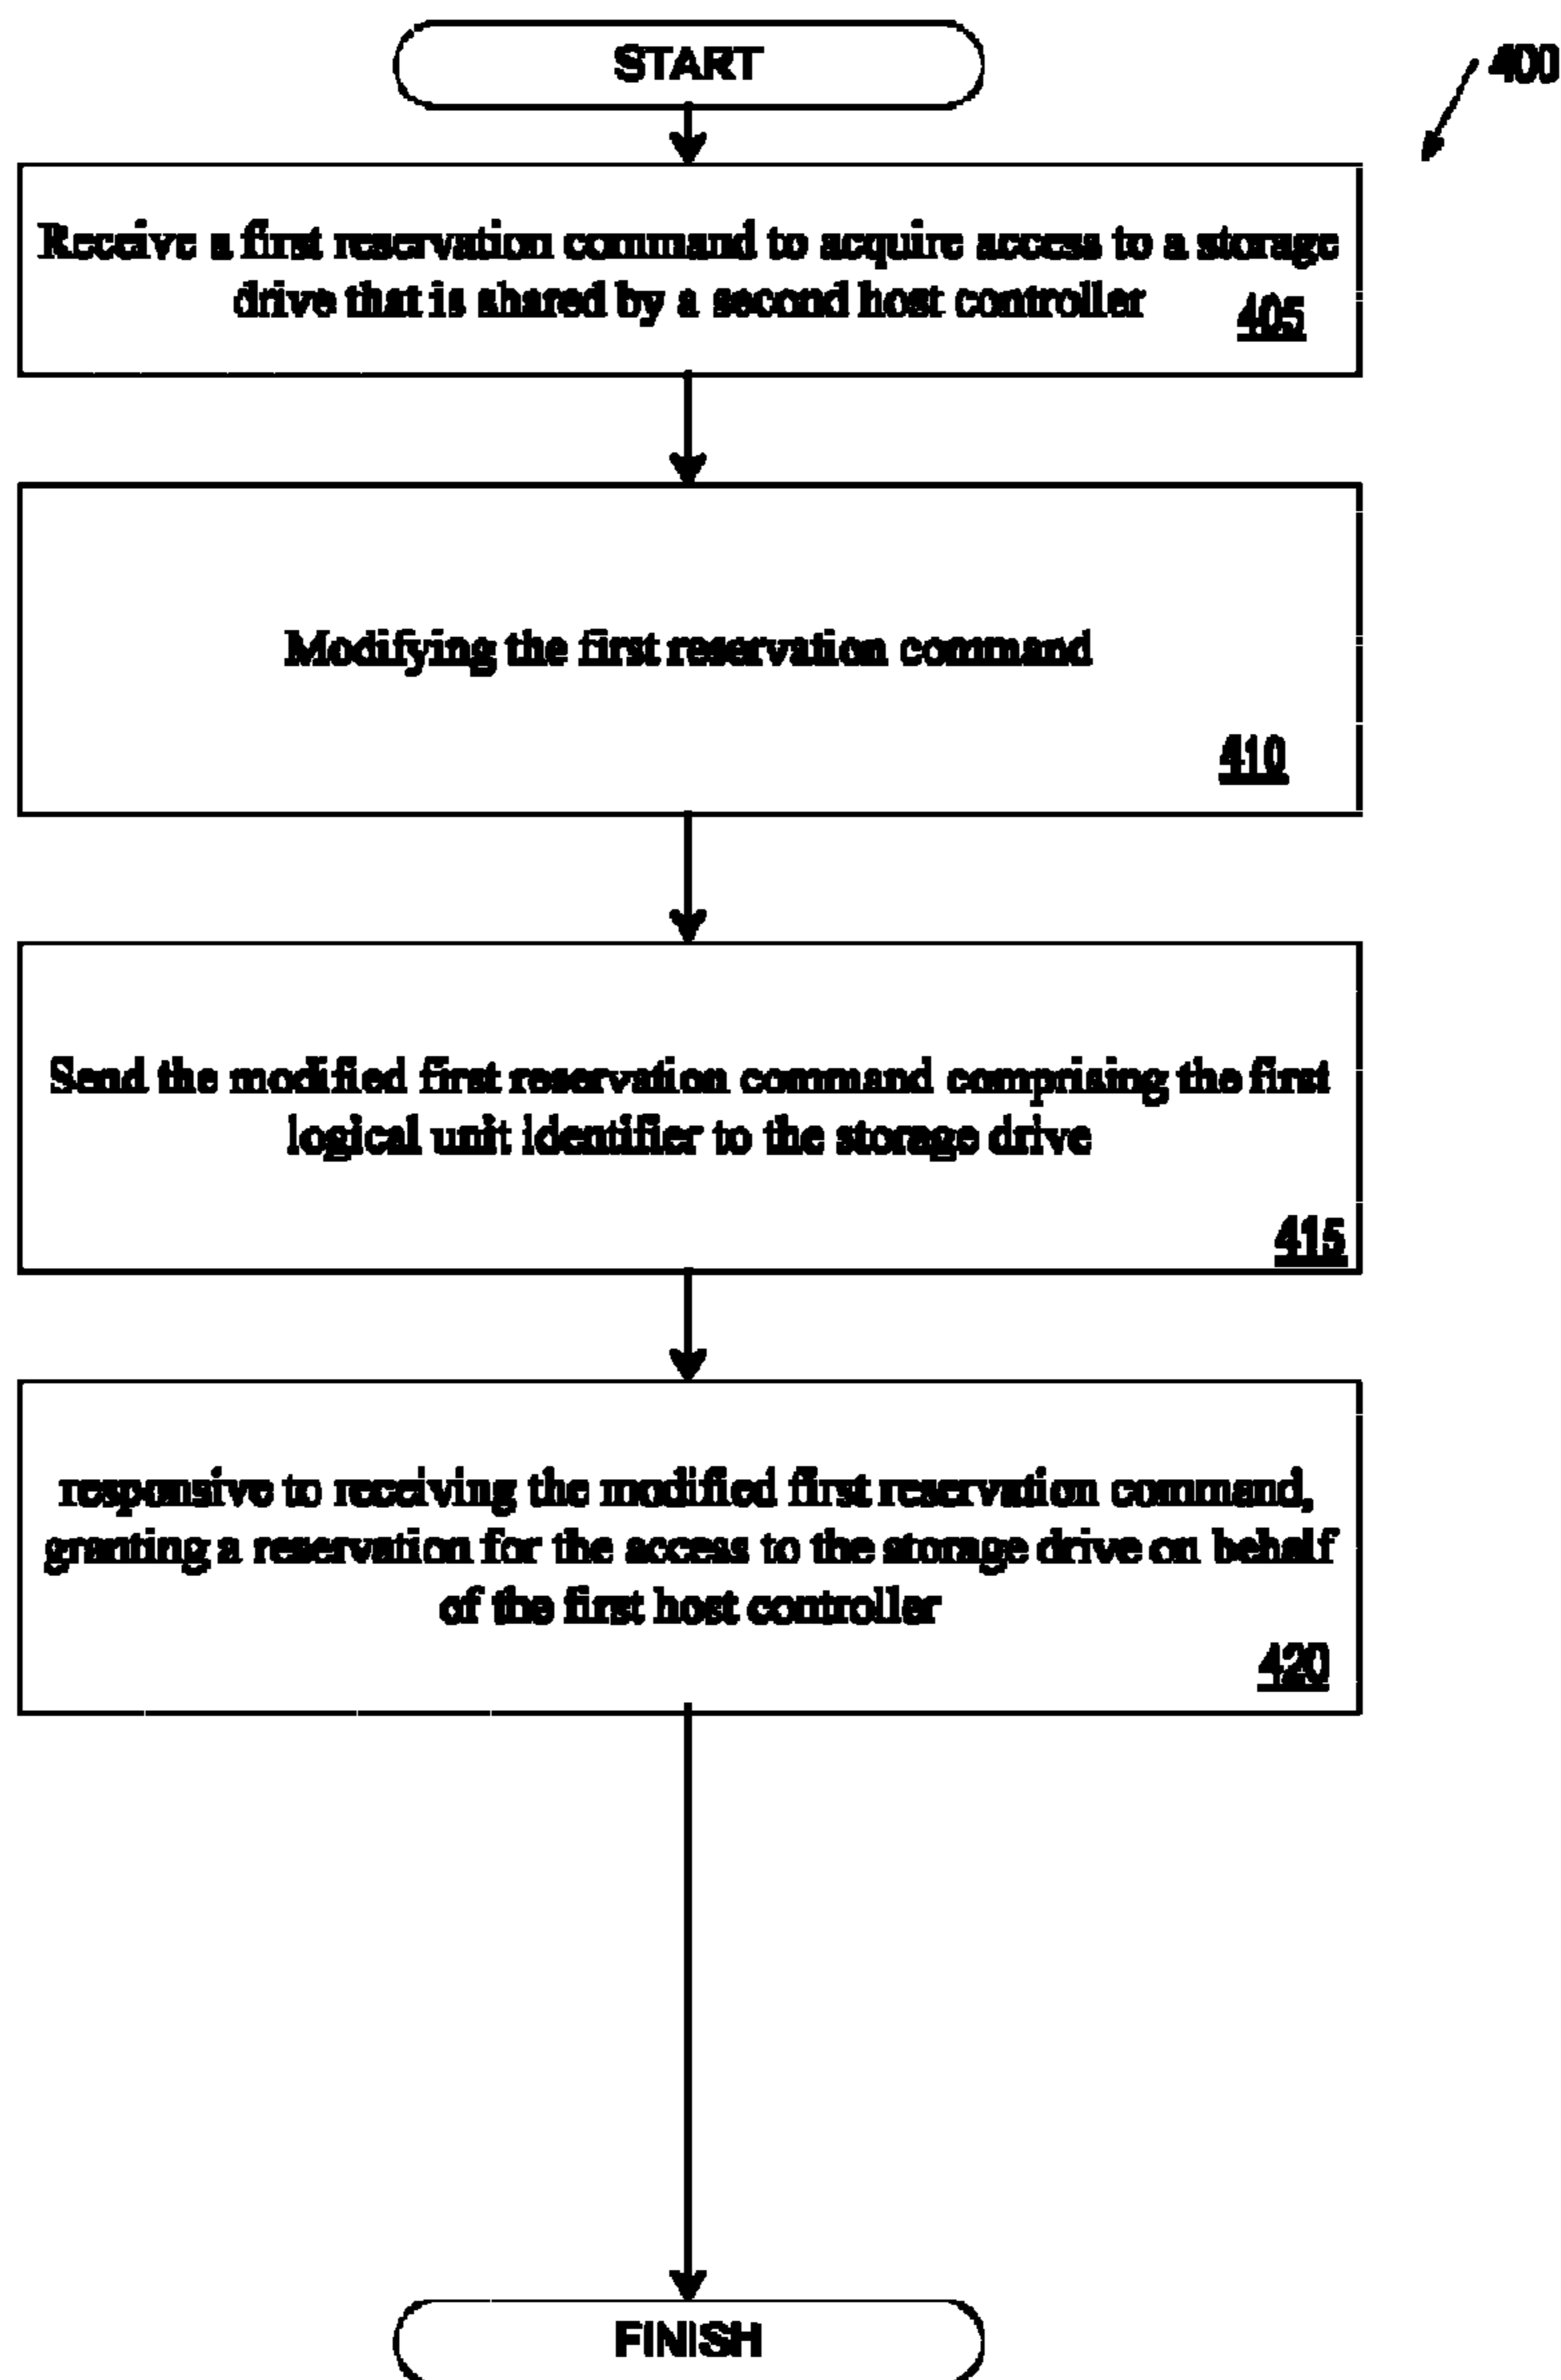 START
400
Receive a first reservation command to acquire access to a storage
drive that is shared by a second host controller
405
Modifying the first reservation command
410
Send the modified first reservation command comprising the first
logical unit identifier to the storage drive
415
responsive to receiving the modified first reservation command,
granting a reservation for the access to the storage drive on behalf
of the first host controller
420
FINISH